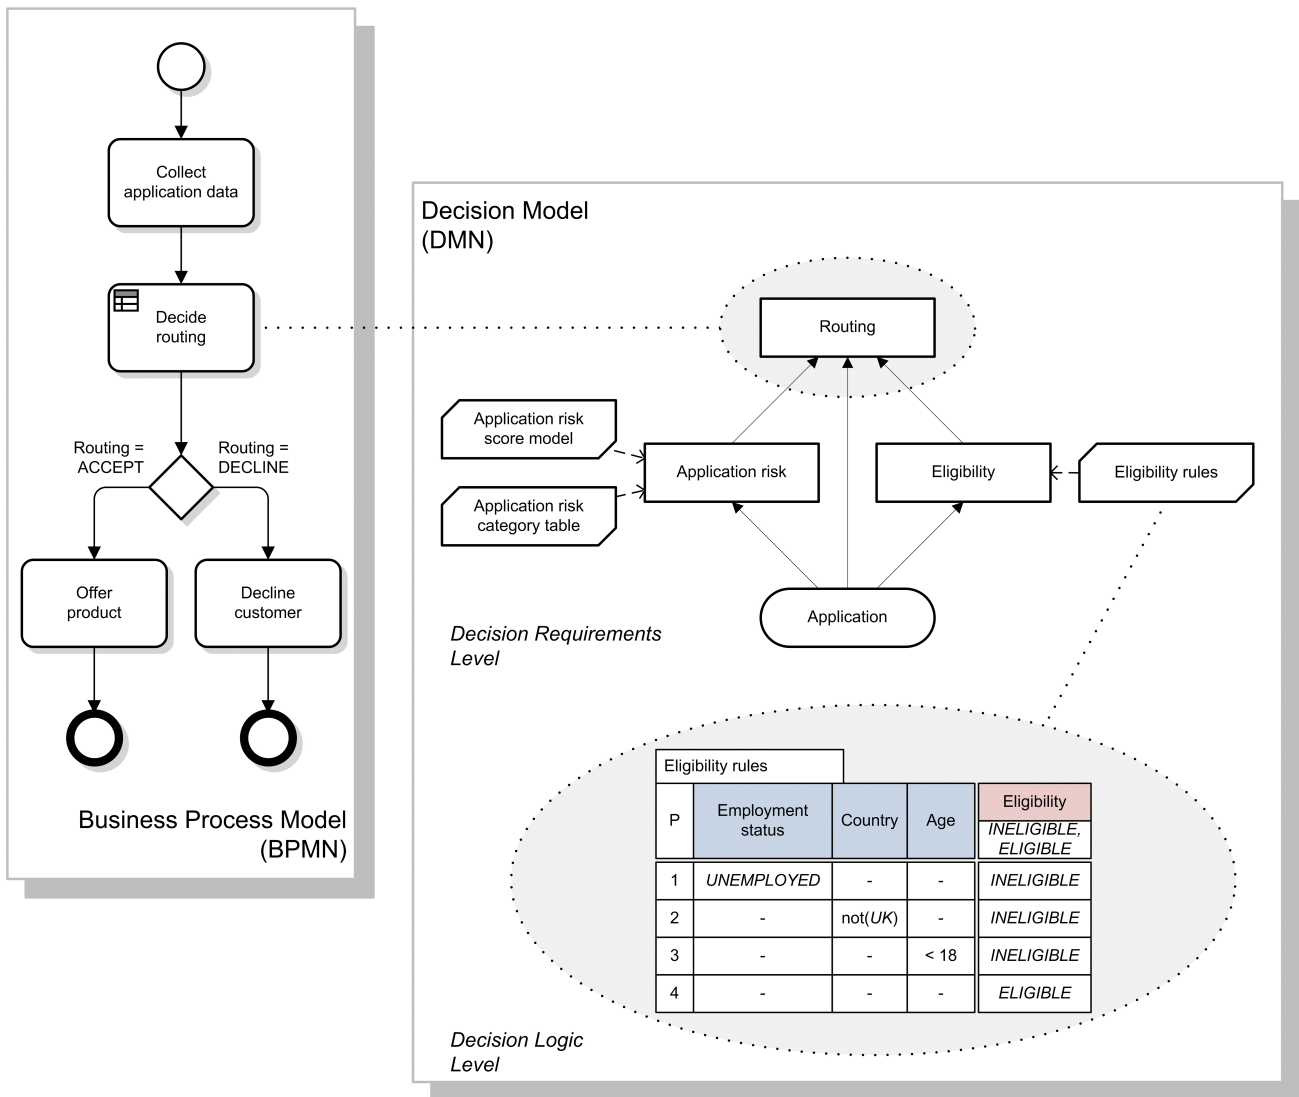 Collect
application data
Decide
routing
Routing =
ACCEPT
Routing =
DECLINE
Offer
product
Decline
customer
Business Process Model
(BPMN)
Decision Model
(DMN)
Routing
Application risk
score model
Application risk
category table
Application risk
Eligibility
Eligibility rules
Application
Decision Requirements
Level
Eligibility rules
P
Employment
status
Country
Age
Eligibility
INELIGIBLE,
ELIGIBLE
1 UNEMPLOYED - - INELIGIBLE
2 - not(UK) - INELIGIBLE
3 - - < 18 INELIGIBLE
4 - - - ELIGIBLE
Decision Logic
Level